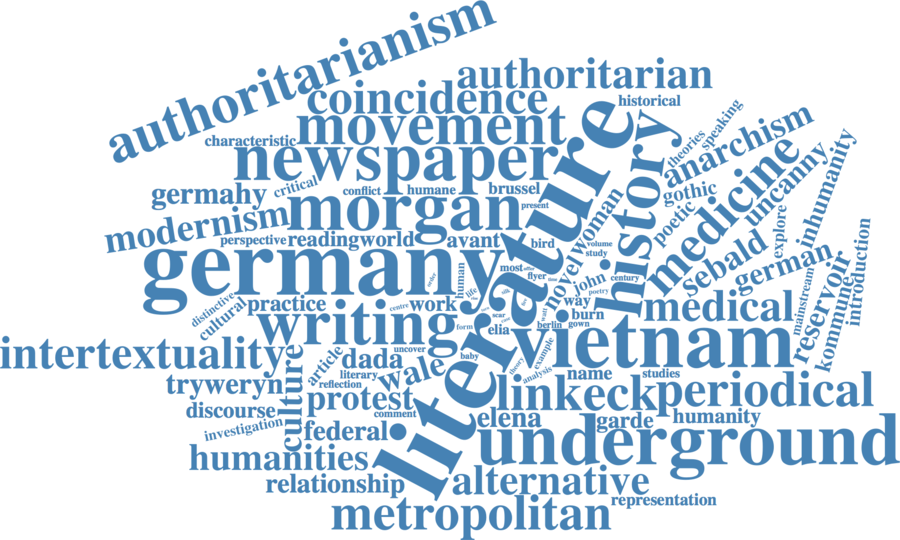 authoritarianism
authoritarian
coincidence
historical
movement
characteristic
newspaper
literature
history
theories
speaking
anarchism
germahy
critical
conflict
humane
brussel
present
modernism
morgan
gothic
poetic
medicine
uncanny
inhumanity
perspective
readingworld
avant
bird
woman
novel
volume
study
explore
germany
human
most
flyer
john
century
poetry
sebald
german
introduction
distinctive
cultural
practice
centre
work
life
way
burn
medical
mainstream
reservoir
kommune
writing
form
elia
scar
berlin
gown
vietnam
intertextuality
article
dada
uncover
baby
theory
example
analysis
name
studies
tryweryn
culture
literary
reflection
wale
linkeck
periodical
discourse
protest
comment
elena
garde
humanity
investigation
federal
underground
humanities
relationship
alternative
representation
metropolitan